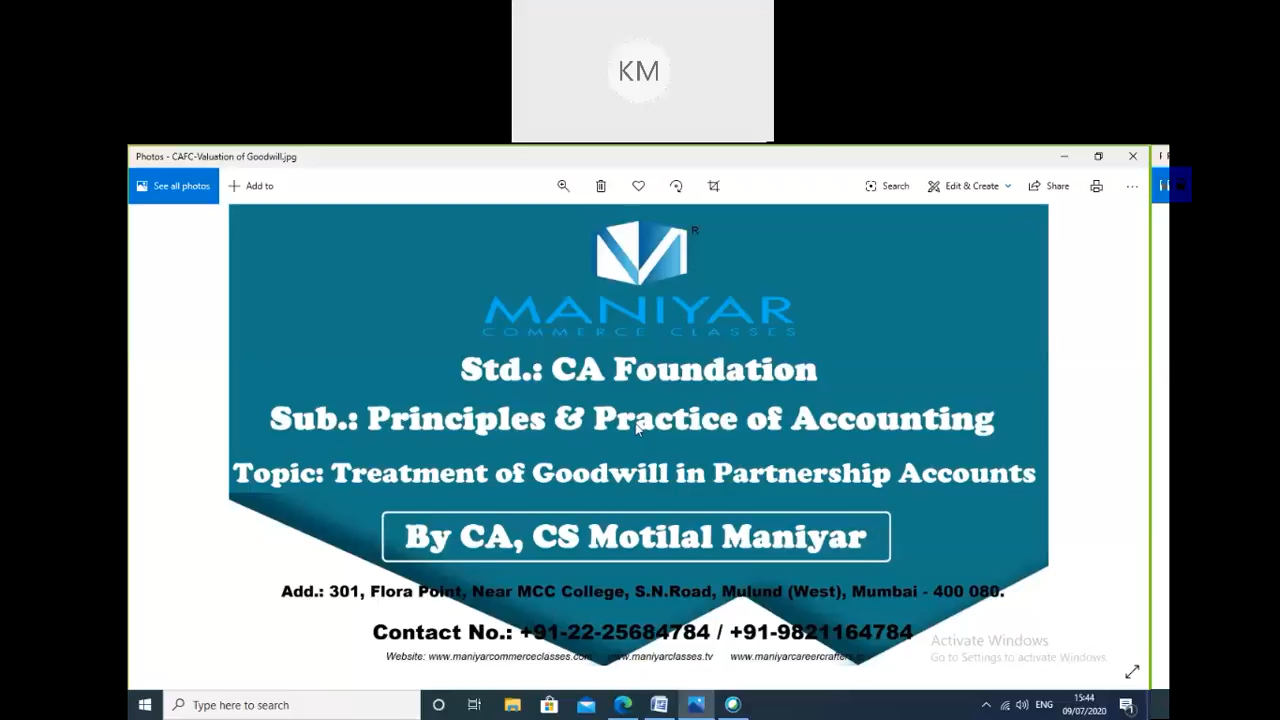 KM
Photos - CAFC-Valuation of Goodwill.jpg
See all photos
Add to
Search
Edit & Create
Share
R
MANIYAR
COMMERCE CLASSES
Std.: CA Foundation
Sub.: Principles & Practice of Accounting
Topic: Treatment of Goodwill in Partnership Accounts
By CA, CS Motilal Maniyar
Add.: 301, Flora Point, Near MCC College, S.N.Road, Mulund (West), Mumbai - 400 080.
Contact No.: +91-22-25684784 / +91-9821164784
Website: www.maniyarcommerceclasses.com www.maniyarclasses.tv www.maniyarcareercrafters
Activate Windows
Go to Settings to activate Windows.
Type here to search
ENG
15:44
09/07/2020